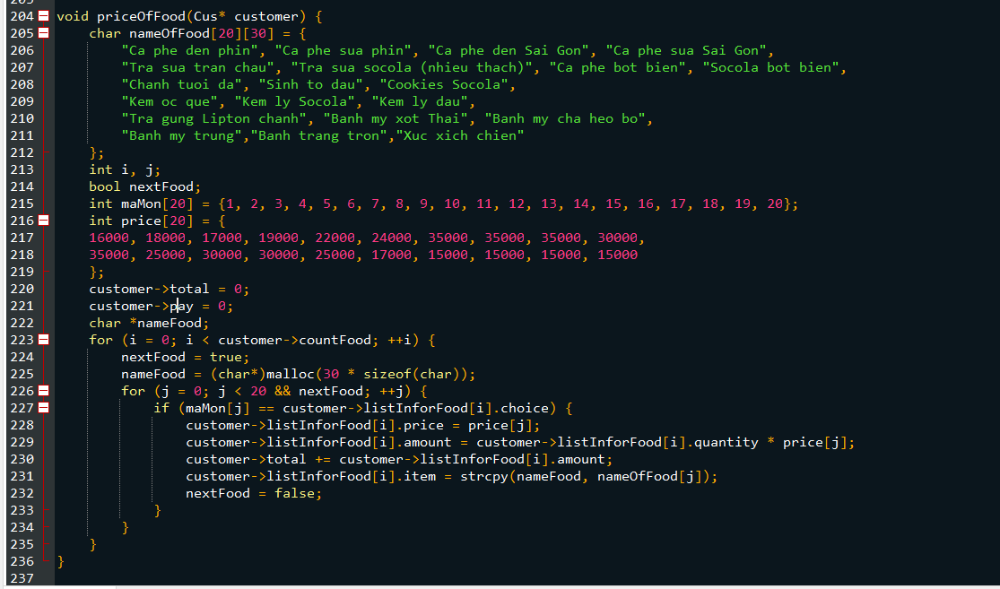 204 void priceOfFood(Cus* customer) {
205 char nameOfFood[20][30] = {
206 "Ca phe den phin", "Ca phe sua phin", "Ca phe den Sai Gon", "Ca phe sua Sai Gon",
207 "Tra sua tran chau", "Tra sua socola (nhieu thach)", "Ca phe bot bien", "Socola bot bien",
208 "Chanh tuoi da", "Sinh to dau", "Cookies Socola",
209 "Kem oc que", "Kem ly Socola", "Kem ly dau",
210 "Tra gung Lipton chanh", "Banh my xot Thai", "Banh my cha heo bo",
211 "Banh my trung","Banh trang tron","Xuc xich chien"
212 };
213 int i, j;
214 bool nextFood;
215 int maMon[20] = {1, 2, 3, 4, 5, 6, 7, 8, 9, 10, 11, 12, 13, 14, 15, 16, 17, 18, 19, 20};
216 int price[20] = {
217 16000, 18000, 17000, 19000, 22000, 24000, 35000, 35000, 35000, 30000,
218 35000, 25000, 30000, 30000, 25000, 17000, 15000, 15000, 15000, 15000
219 };
220 customer->total = 0;
221 customer->pay = 0;
222 char *nameFood;
223 for (i = 0; i < customer->countFood; ++i) {
224 nextFood = true;
225 nameFood = (char*)malloc(30 * sizeof(char));
226 for (j = 0; j < 20 && nextFood; ++j) {
227 if (maMon[j] == customer->listInforFood[i].choice) {
228 customer->listInforFood[i].price = price[j];
229 customer->listInforFood[i].amount = customer->listInforFood[i].quantity * price[j];
230 customer->total += customer->listInforFood[i].amount;
231 customer->listInforFood[i].item = strcpy(nameFood, nameOfFood[j]);
232 nextFood = false;
233 }
234 }
235 }
236 }
237